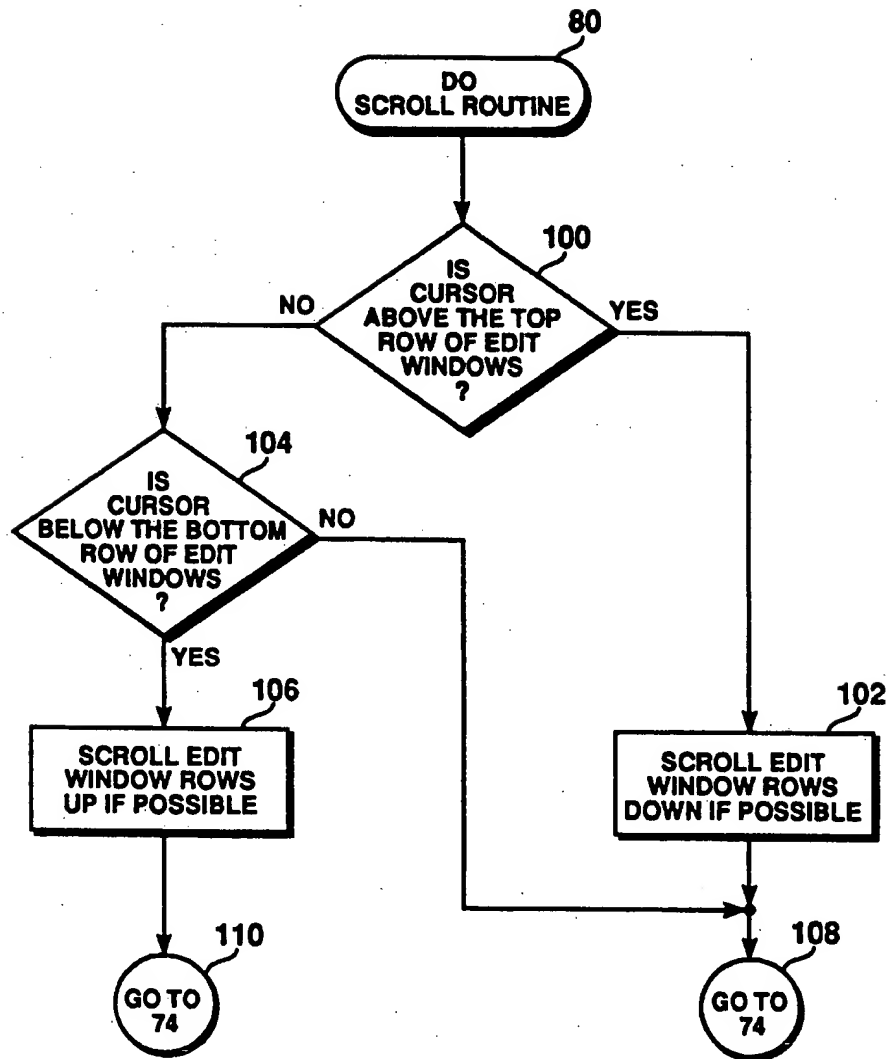 80
DO
SCROLL ROUTINE
100
IS
CURSOR
ABOVE THE TOP
ROW OF EDIT
WINDOWS
?
NO
YES
104
IS
CURSOR
BELOW THE BOTTOM
ROW OF EDIT
WINDOWS
?
NO
YES
106
SCROLL EDIT
WINDOW ROWS
UP IF POSSIBLE
102
SCROLL EDIT
WINDOW ROWS
DOWN IF POSSIBLE
110
GO TO
74
108
GO TO
74